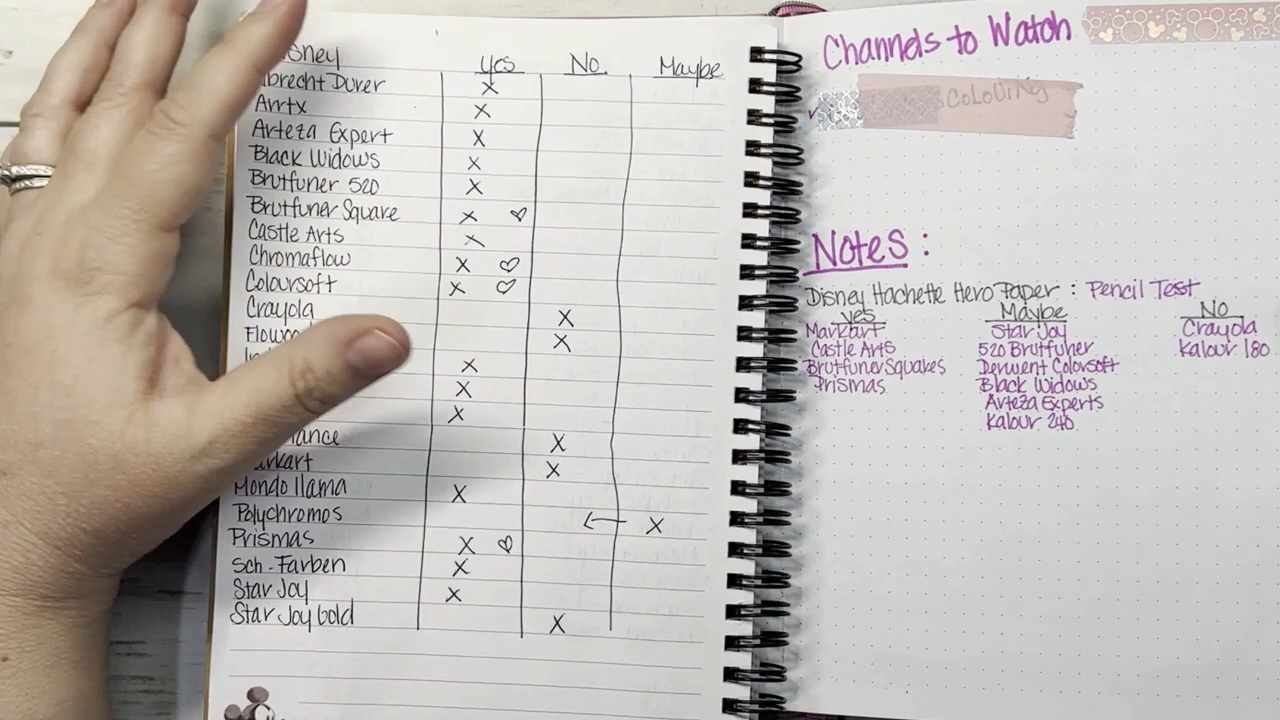 Disney yes No Maybe
Albrecht Durer X
Arrtx X
Arteza Expert X
Black Widows X
Brutfuner 520 X
Brutfuner Square X ♡
Castle Arts X
Chromaflow X ♡
Coloursoft X ♡
Crayola X
X
X
X
X
X
X
Mondo llama X
Polychromos ← X
Prismas X ♡
Sch. Farben X
Star Joy X
Star Joy Gold X
Channels to Watch
✓ COLOUring
Notes :
Disney Hachette Hero Paper : Pencil Test
yes Maybe No
Markart Star Joy Crayola
Castle Arts 520 Brutfuner Kalour 180
Brutfuner Squares Derwent Colorsoft
Prismas Black Widows
Arteza Experts
Kalour 240